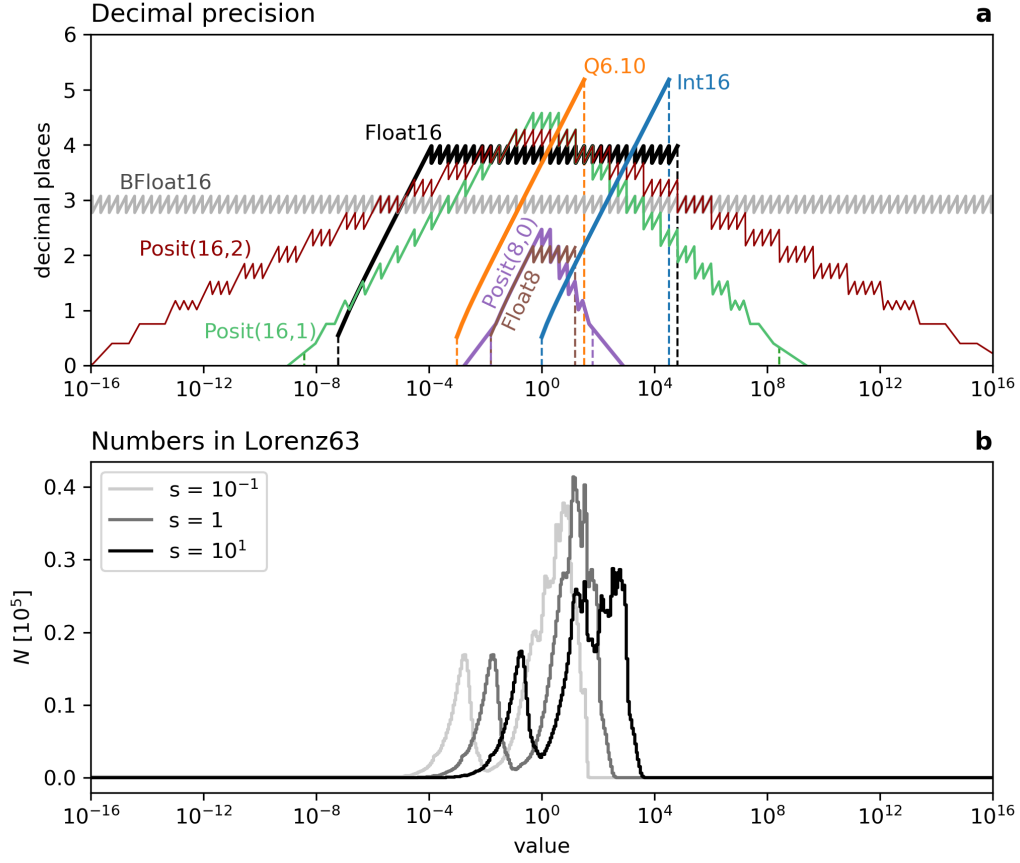 Decimal precision a
6
5
4
3
2
1
0
decimal places
Q6.10
Int16
Float16
BFloat16
Posit(16,2)
Posit(8,0)
Float8
Posit(16,1)
10⁻¹⁶ 10⁻¹² 10⁻⁸ 10⁻⁴ 10⁰ 10⁴ 10⁸ 10¹² 10¹⁶
Numbers in Lorenz63 b
s = 10⁻¹
s = 1
s = 10¹
0.4
0.3
0.2
0.1
0.0
N [10⁵]
10⁻¹⁶ 10⁻¹² 10⁻⁸ 10⁻⁴ 10⁰ 10⁴ 10⁸ 10¹² 10¹⁶
value